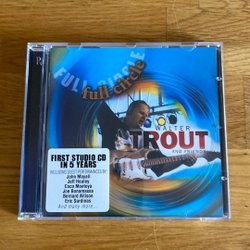 FULL CIRCLE
full circle
WALTER
TROUT
AND FRIENDS
FIRST STUDIO CD
IN 5 YEARS
INCLUDING GUEST PERFORMANCES BY:
John Mayall
Jeff Healey
Coco Montoya
Joe Bonamassa
Bernard Allison
Eric Sardinas
And many more...